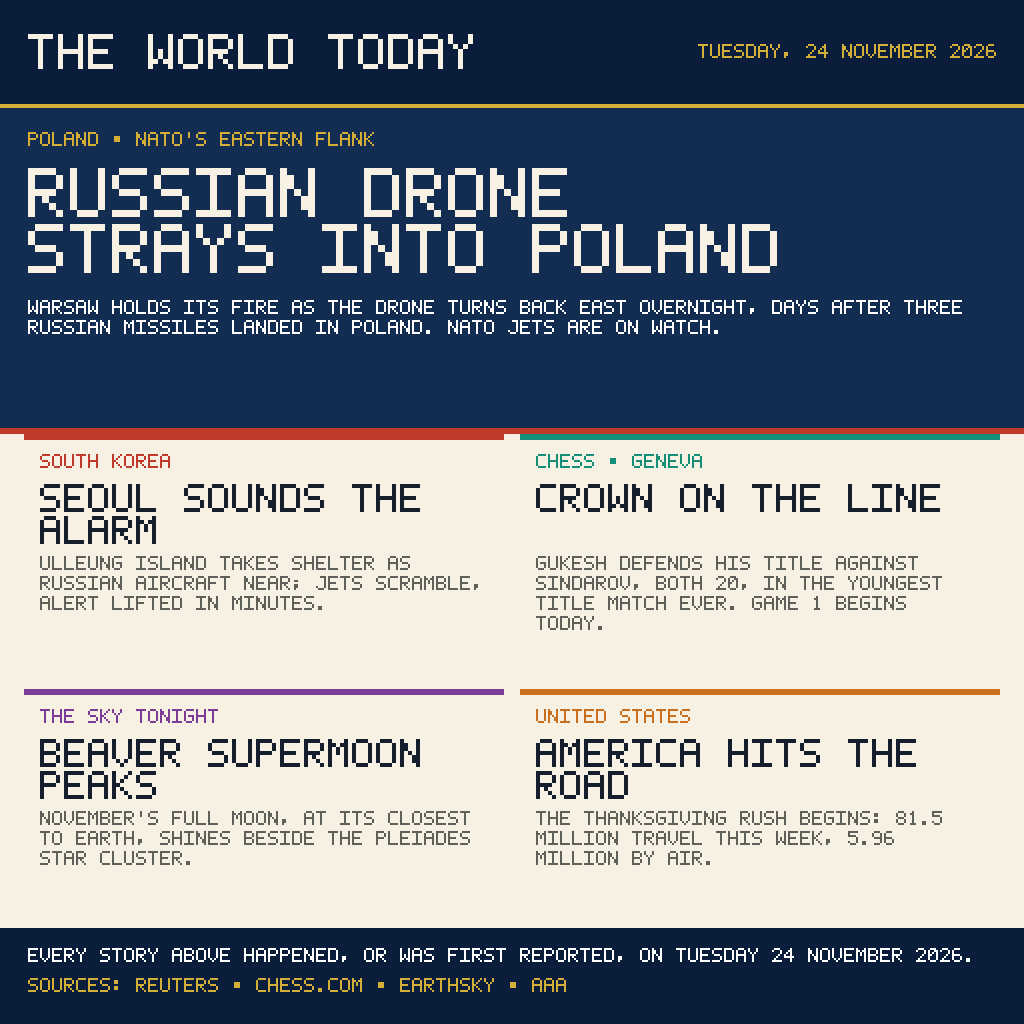 THE WORLD TODAY
TUESDAY, 24 NOVEMBER 2026
POLAND ▪ NATO'S EASTERN FLANK
RUSSIAN DRONE
STRAYS INTO POLAND
WARSAW HOLDS ITS FIRE AS THE DRONE TURNS BACK EAST OVERNIGHT, DAYS AFTER THREE
RUSSIAN MISSILES LANDED IN POLAND. NATO JETS ARE ON WATCH.
SOUTH KOREA
SEOUL SOUNDS THE
ALARM
ULLEUNG ISLAND TAKES SHELTER AS
RUSSIAN AIRCRAFT NEAR; JETS SCRAMBLE,
ALERT LIFTED IN MINUTES.
CHESS ▪ GENEVA
CROWN ON THE LINE
GUKESH DEFENDS HIS TITLE AGAINST
SINDAROV, BOTH 20, IN THE YOUNGEST
TITLE MATCH EVER. GAME 1 BEGINS
TODAY.
THE SKY TONIGHT
BEAVER SUPERMOON
PEAKS
NOVEMBER'S FULL MOON, AT ITS CLOSEST
TO EARTH, SHINES BESIDE THE PLEIADES
STAR CLUSTER.
UNITED STATES
AMERICA HITS THE
ROAD
THE THANKSGIVING RUSH BEGINS: 81.5
MILLION TRAVEL THIS WEEK, 5.96
MILLION BY AIR.
EVERY STORY ABOVE HAPPENED, OR WAS FIRST REPORTED, ON TUESDAY 24 NOVEMBER 2026.
SOURCES: REUTERS ▪ CHESS.COM ▪ EARTHSKY ▪ AAA